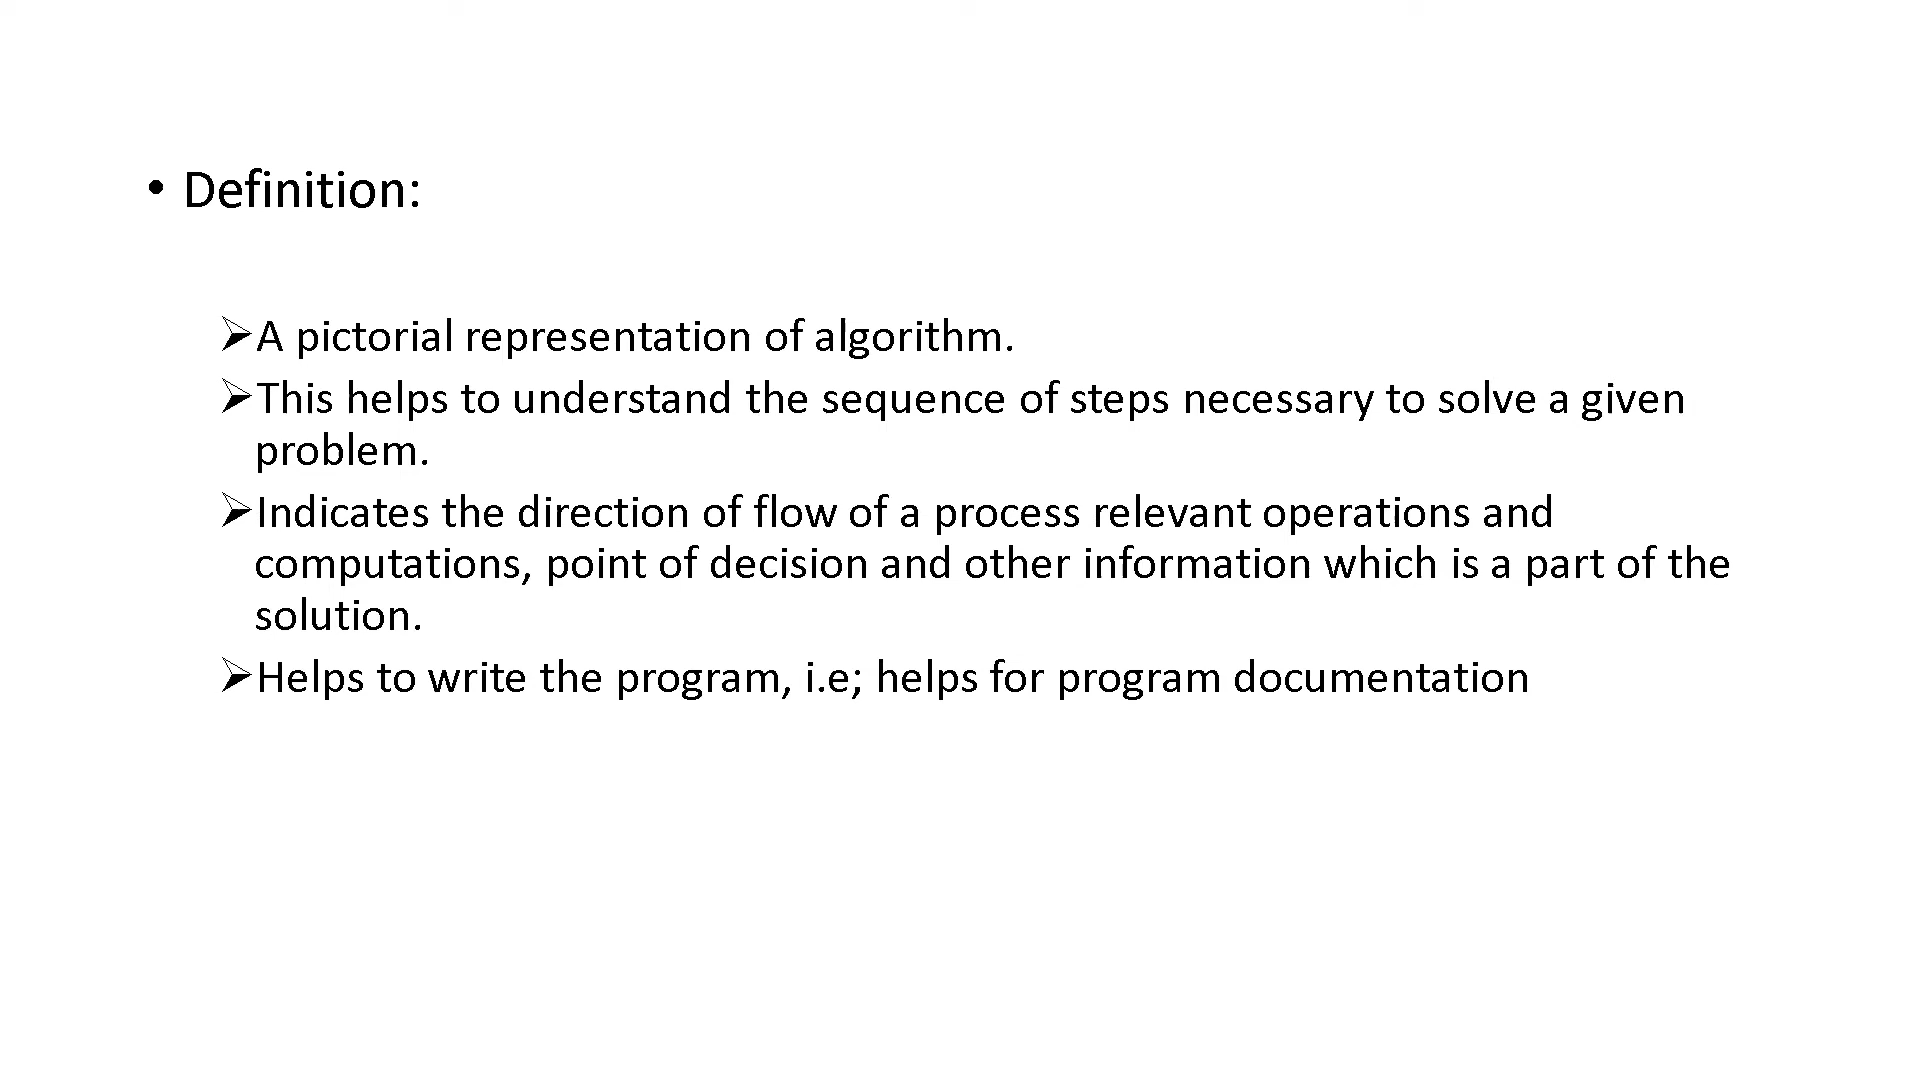 • Definition:
➢A pictorial representation of algorithm.
➢This helps to understand the sequence of steps necessary to solve a given
problem.
➢Indicates the direction of flow of a process relevant operations and
computations, point of decision and other information which is a part of the
solution.
➢Helps to write the program, i.e; helps for program documentation